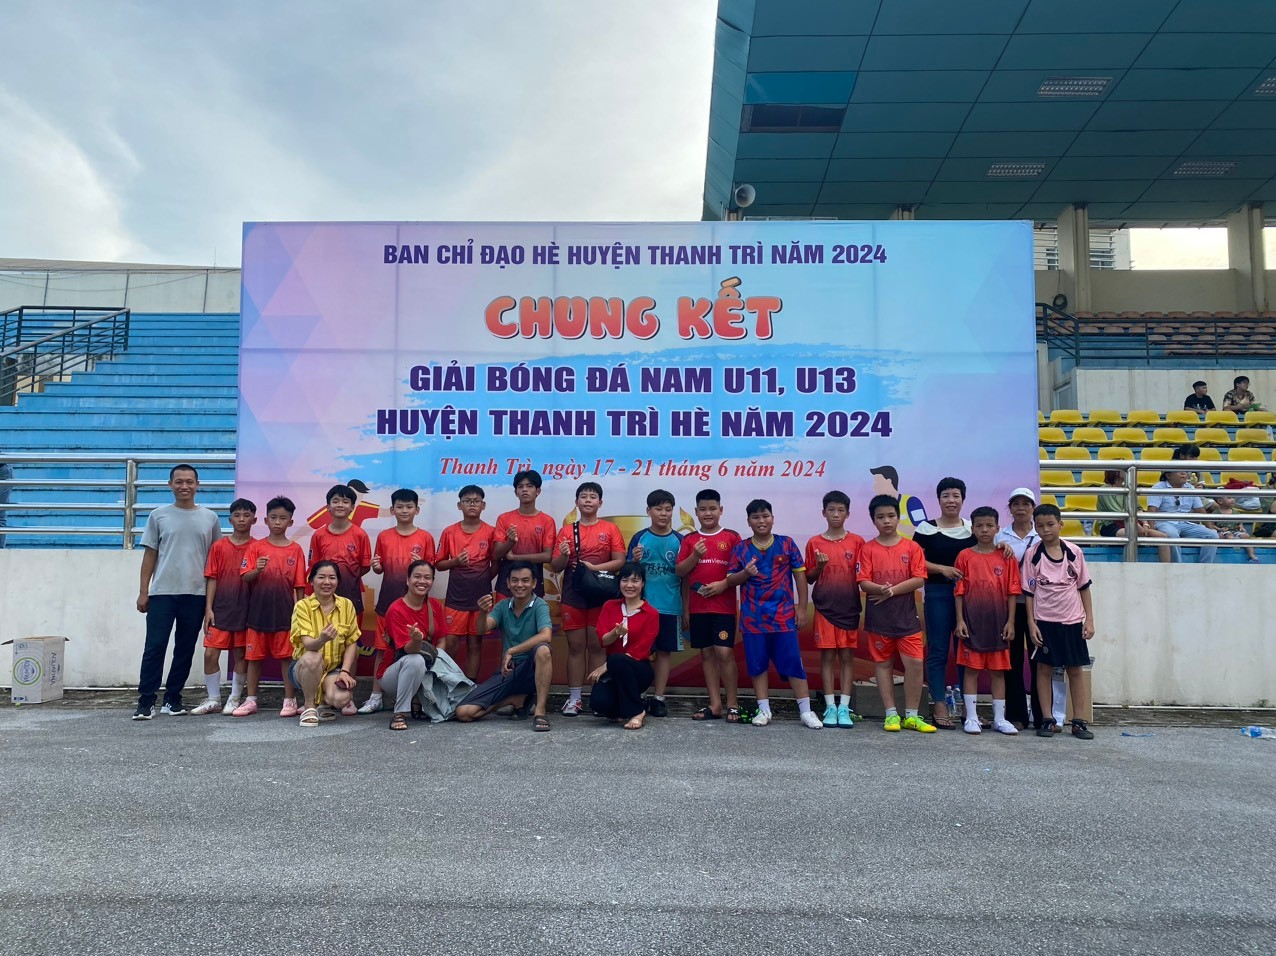 BAN CHỈ ĐẠO HÈ HUYỆN THANH TRÌ NĂM 2024
CHUNG KẾT
GIẢI BÓNG ĐÁ NAM U11, U13
HUYỆN THANH TRÌ HÈ NĂM 2024
Thanh Trì, ngày 17 - 21 tháng 6 năm 2024